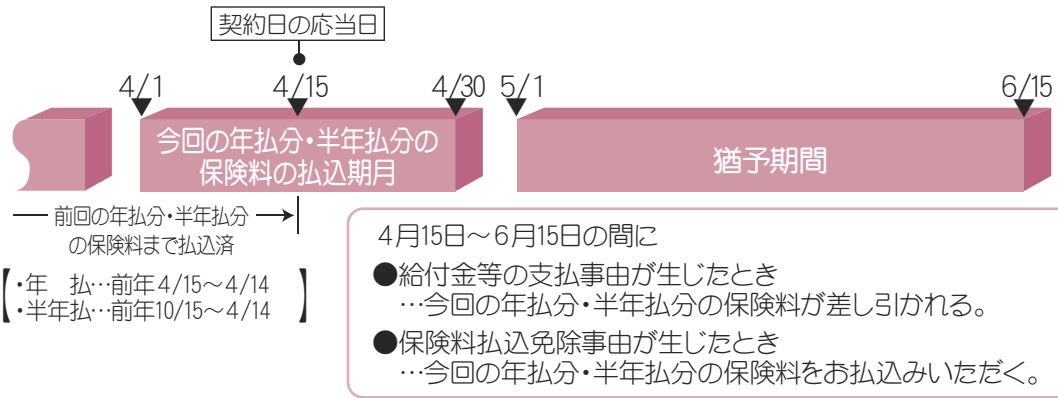 契約日の応当日
4/1 4/15 4/30 5/1 6/15
今回の年払分・半年払分の
保険料の払込期月
猶予期間
前回の年払分・半年払分
の保険料まで払込済
【・年　払…前年4/15～4/14
・半年払…前年10/15～4/14】
4月15日～6月15日の間に
●給付金等の支払事由が生じたとき
…今回の年払分・半年払分の保険料が差し引かれる。
●保険料払込免除事由が生じたとき
…今回の年払分・半年払分の保険料をお払込みいただく。